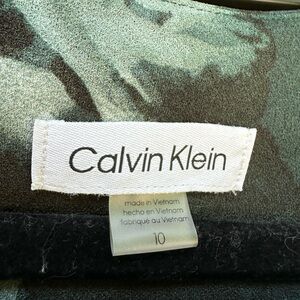 Calvin Klein
made in Vietnam
hecho en Vietnam
fabriqué au Vietnam
10